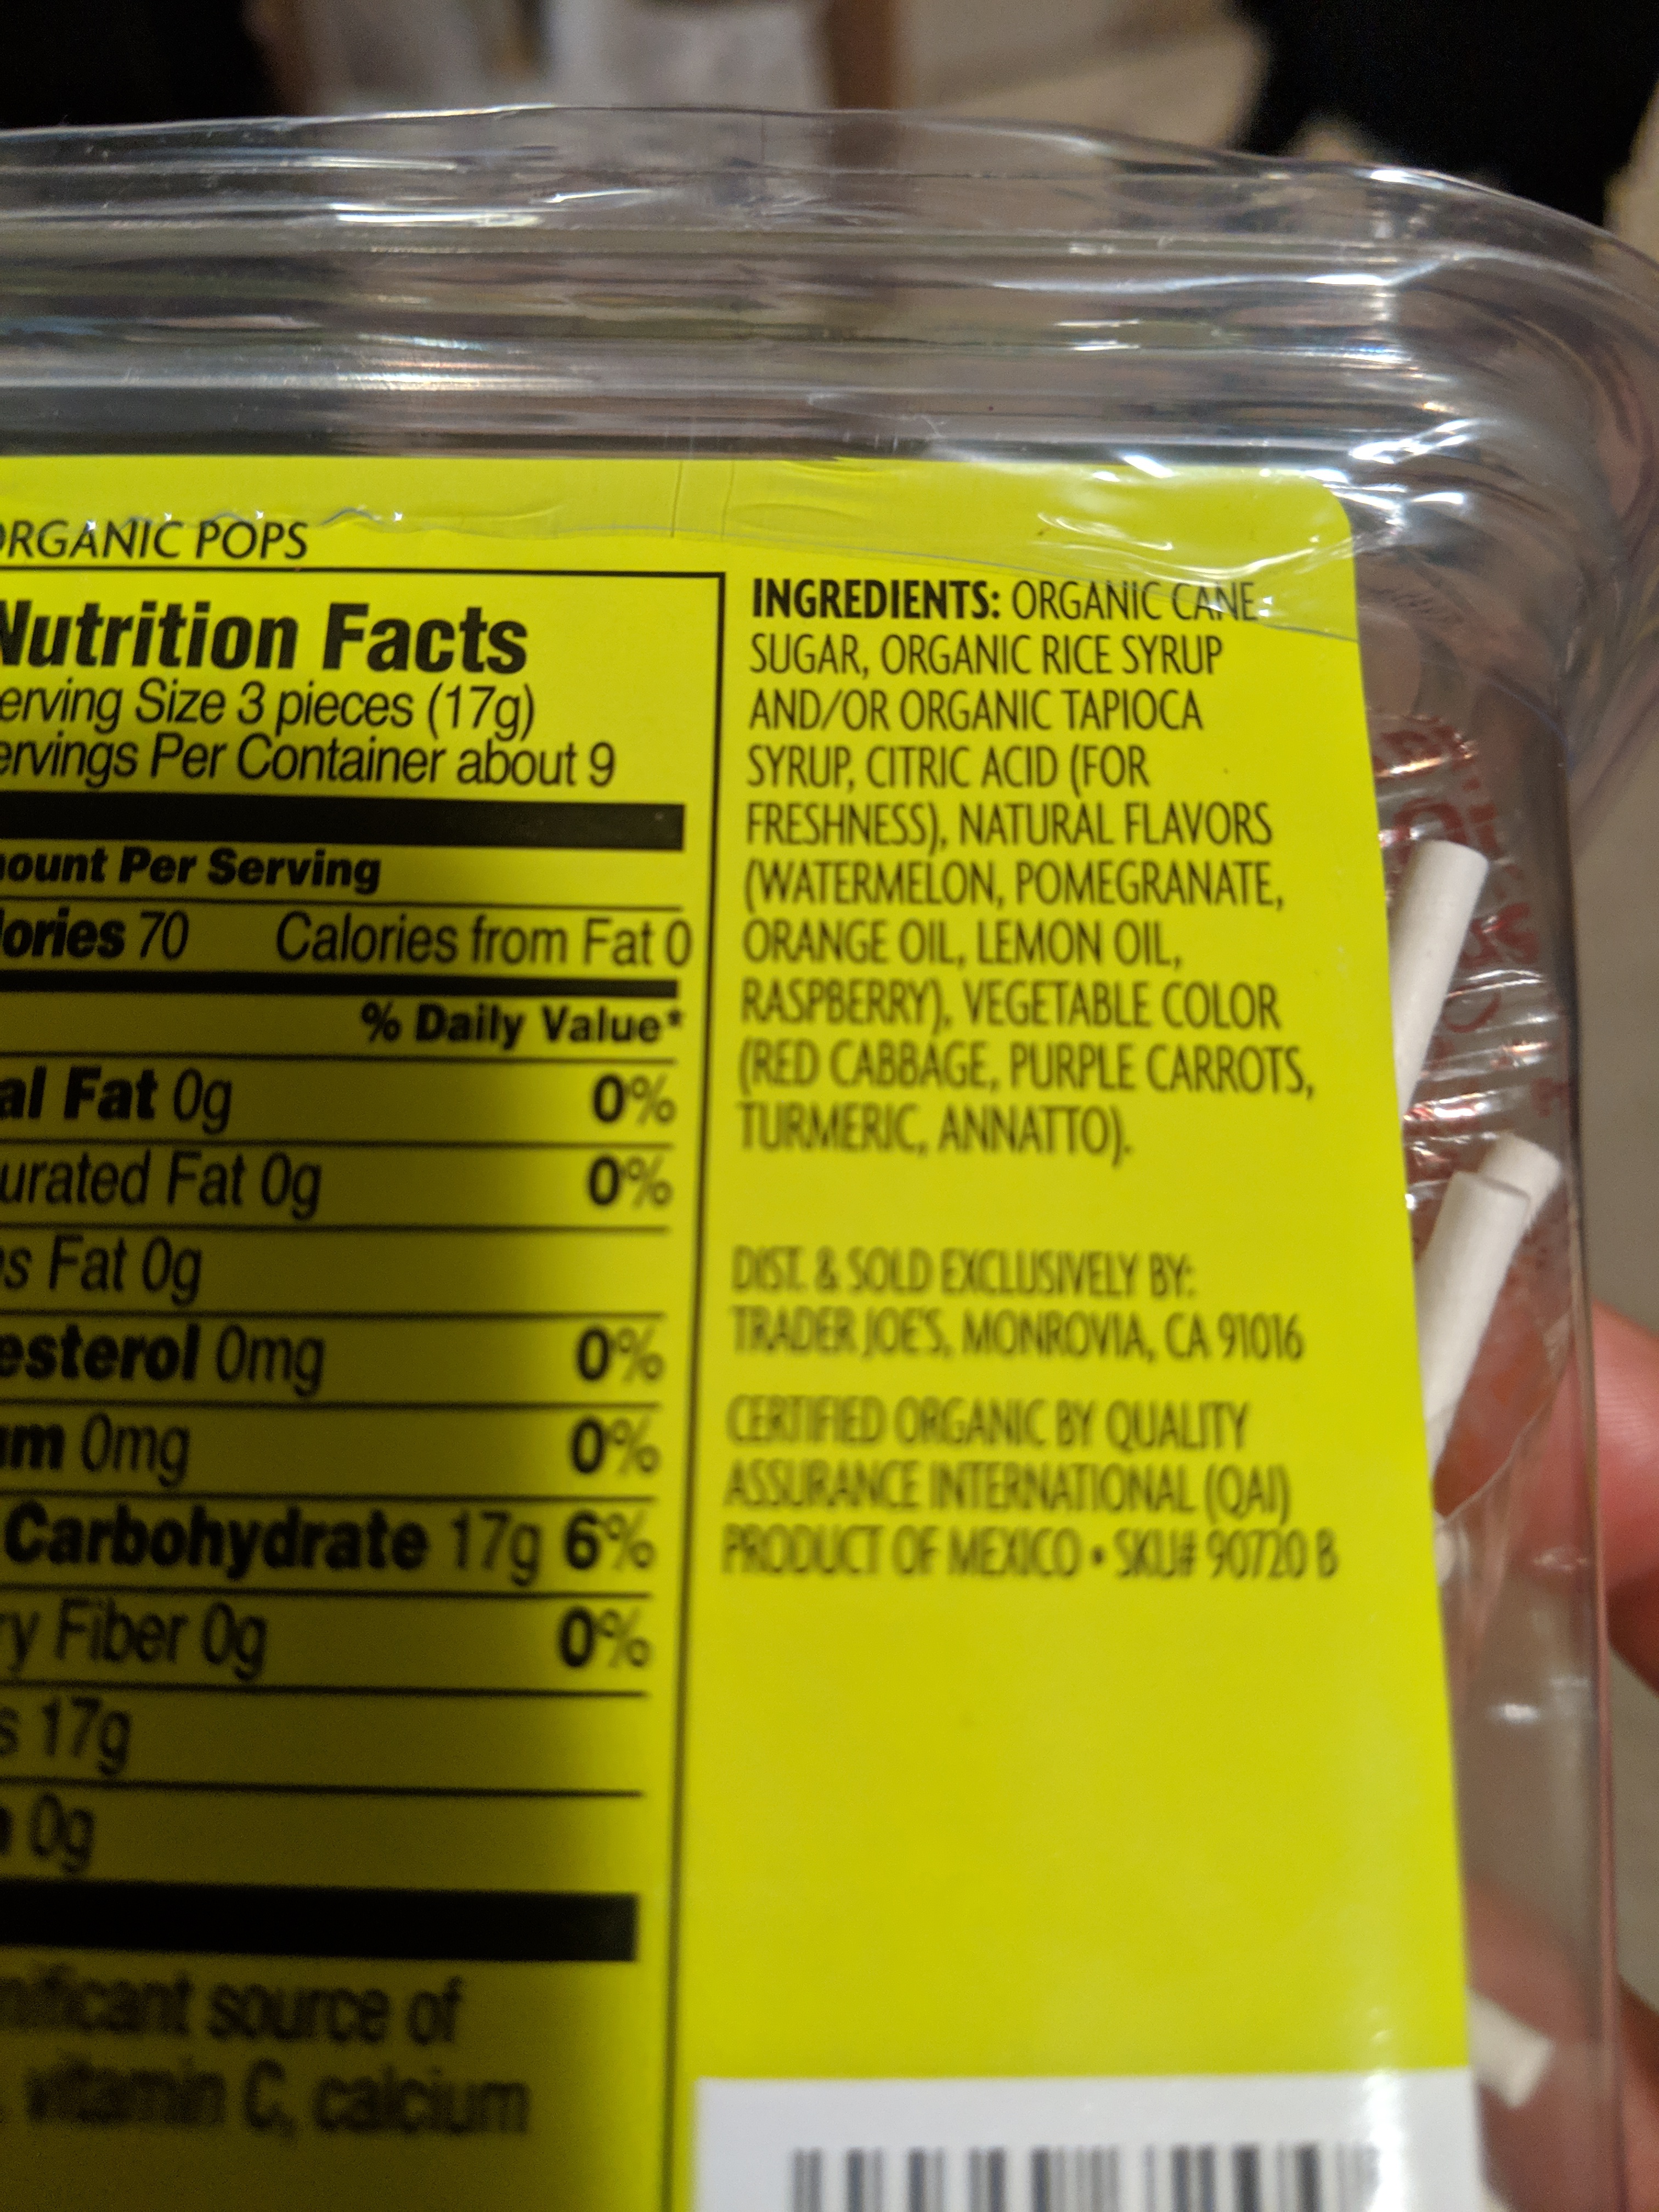 ORGANIC POPS
Nutrition Facts
erving Size 3 pieces (17g)
ervings Per Container about 9
ount Per Serving
lories 70 Calories from Fat 0
% Daily Value*
al Fat 0g 0%
urated Fat 0g 0%
s Fat 0g
esterol 0mg 0%
um 0mg 0%
Carbohydrate 17g 6%
ry Fiber 0g 0%
s 17g
0g
nificant source of
vitamin C, calcium
INGREDIENTS: ORGANIC CANE
SUGAR, ORGANIC RICE SYRUP
AND/OR ORGANIC TAPIOCA
SYRUP, CITRIC ACID (FOR
FRESHNESS), NATURAL FLAVORS
(WATERMELON, POMEGRANATE,
ORANGE OIL, LEMON OIL,
RASPBERRY), VEGETABLE COLOR
(RED CABBAGE, PURPLE CARROTS,
TURMERIC, ANNATTO).
DIST. & SOLD EXCLUSIVELY BY:
TRADER JOE'S, MONROVIA, CA 91016
CERTIFIED ORGANIC BY QUALITY
ASSURANCE INTERNATIONAL (QAI)
PRODUCT OF MEXICO • SKU# 90720 B